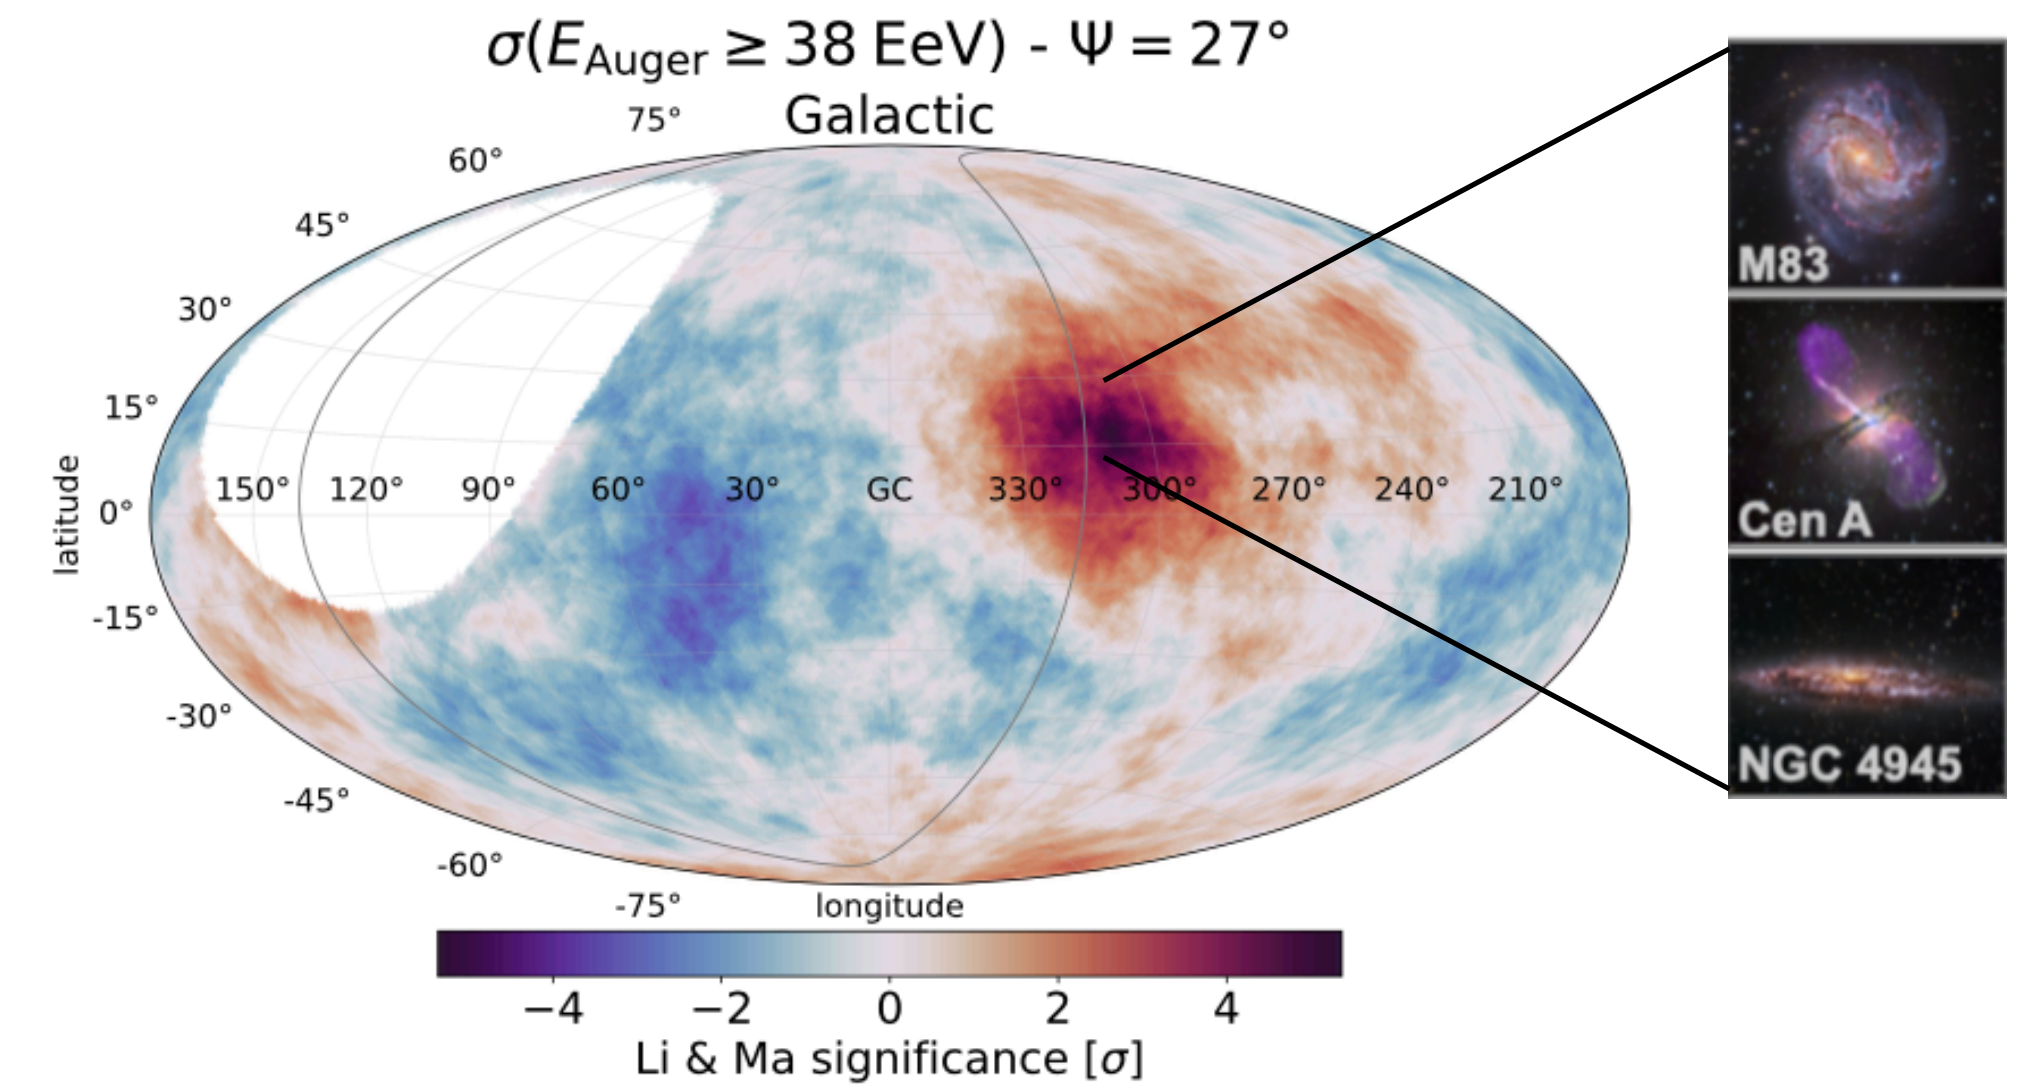 σ(E_Auger ≥ 38 EeV) - Ψ = 27°
Galactic
75°
60°
45°
30°
15°
0°
-15°
-30°
-45°
-60°
-75°
latitude
150° 120° 90° 60° 30° GC 330° 300° 270° 240° 210°
longitude
−4 −2 0 2 4
Li & Ma significance [σ]
M83
Cen A
NGC 4945